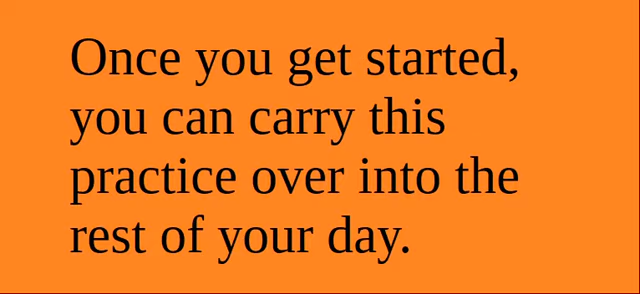 Once you get started,
you can carry this
practice over into the
rest of your day.